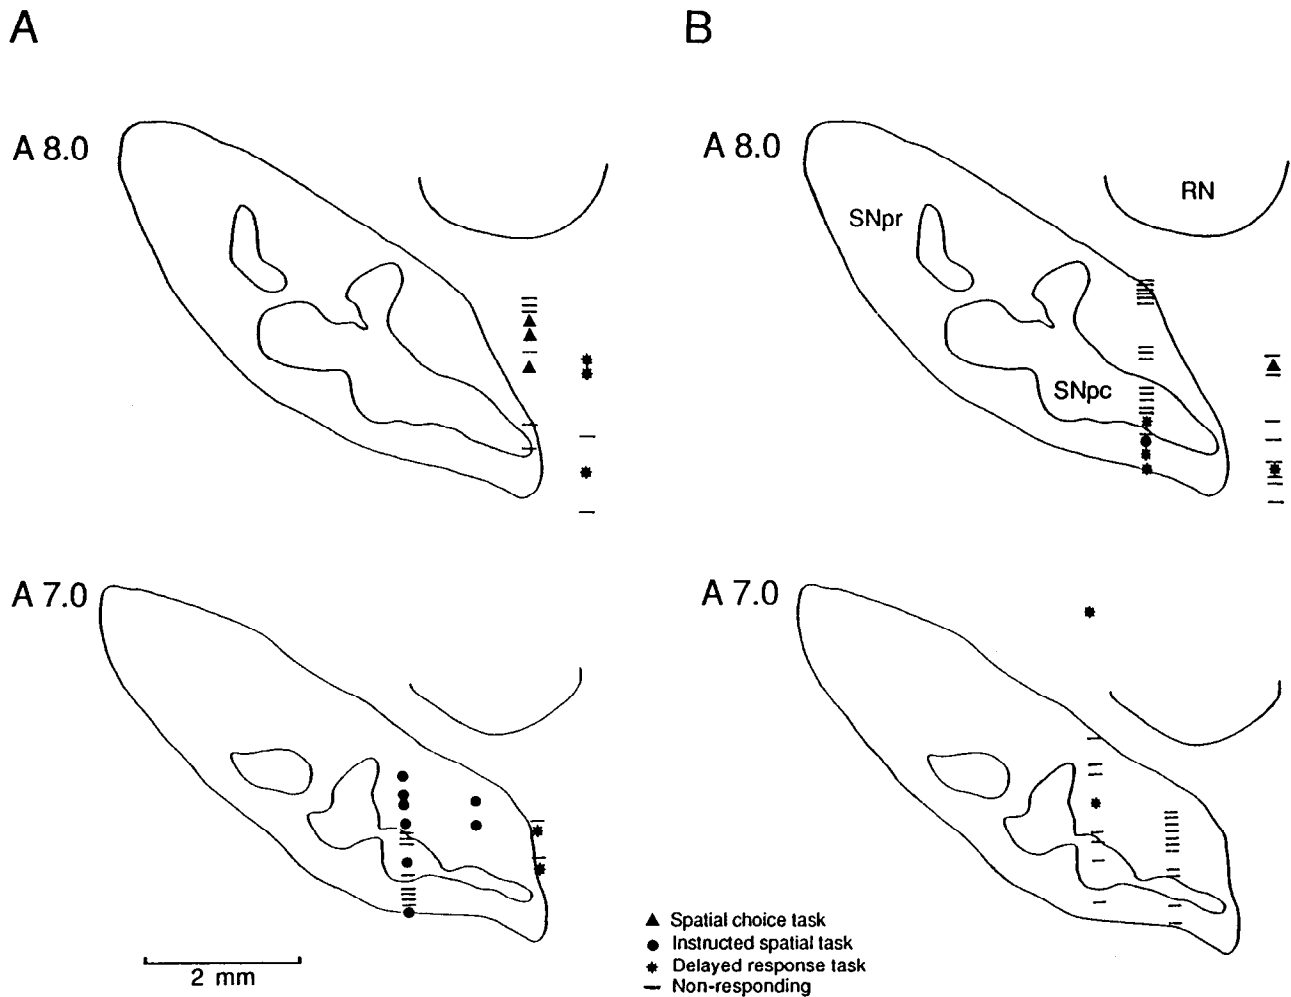 A
B
A 8.0
A 8.0
RN
SNpr
SNpc
A 7.0
A 7.0
Spatial choice task
Instructed spatial task
Delayed response task
Non-responding
2 mm